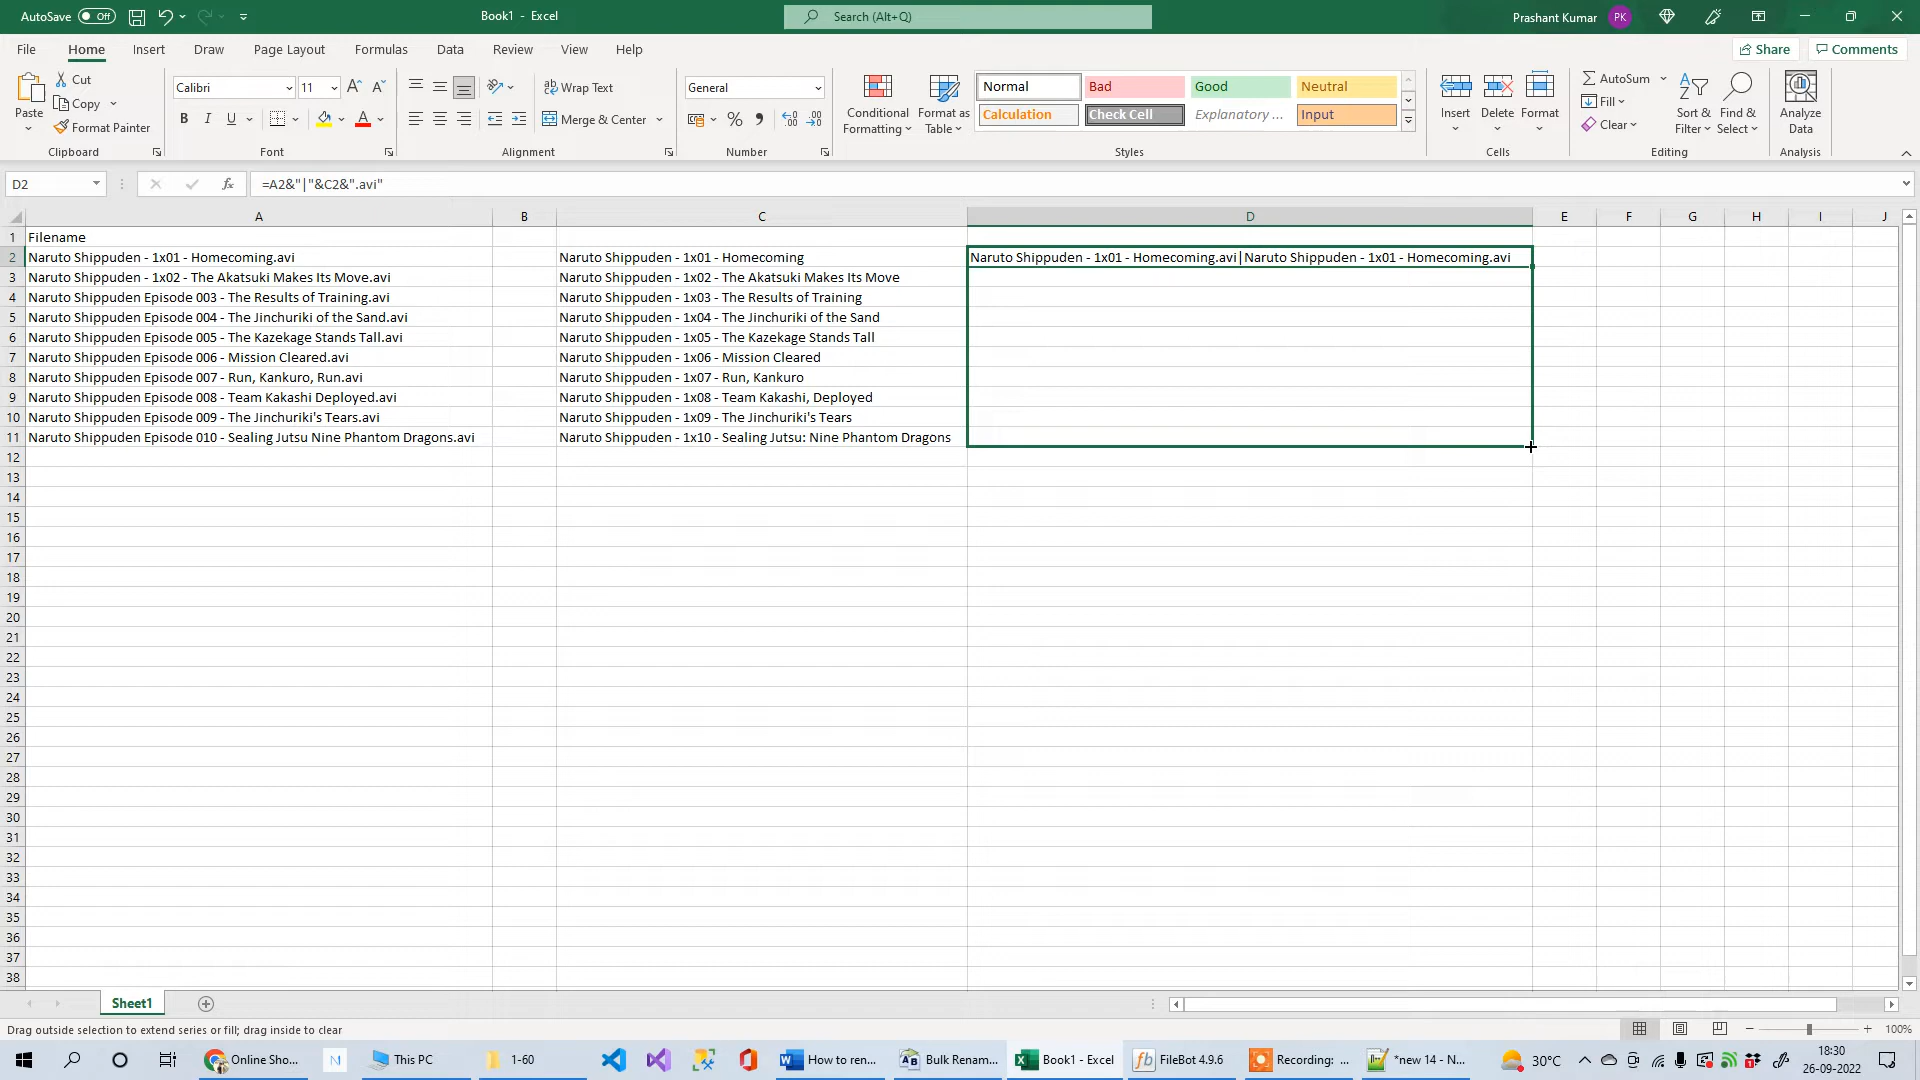 AutoSave Off Book1 - Excel Search (Alt+Q) Prashant Kumar PK
File Home Insert Draw Page Layout Formulas Data Review View Help Share Comments
Paste Cut Copy Format Painter Clipboard
Calibri 11 B I U Font
Wrap Text Merge & Center Alignment
General % Number
Conditional Formatting Format as Table
Normal Bad Good Neutral
Calculation Check Cell Explanatory ... Input
Styles
Insert Delete Format Cells
AutoSum Fill Clear Sort & Filter Find & Select Editing
Analyze Data Analysis
D2 fx =A2&"|"&C2&".avi"
A B C D E F G H I J
1 Filename
2 Naruto Shippuden - 1x01 - Homecoming.avi Naruto Shippuden - 1x01 - Homecoming Naruto Shippuden - 1x01 - Homecoming.avi|Naruto Shippuden - 1x01 - Homecoming.avi
3 Naruto Shippuden - 1x02 - The Akatsuki Makes Its Move.avi Naruto Shippuden - 1x02 - The Akatsuki Makes Its Move
4 Naruto Shippuden Episode 003 - The Results of Training.avi Naruto Shippuden - 1x03 - The Results of Training
5 Naruto Shippuden Episode 004 - The Jinchuriki of the Sand.avi Naruto Shippuden - 1x04 - The Jinchuriki of the Sand
6 Naruto Shippuden Episode 005 - The Kazekage Stands Tall.avi Naruto Shippuden - 1x05 - The Kazekage Stands Tall
7 Naruto Shippuden Episode 006 - Mission Cleared.avi Naruto Shippuden - 1x06 - Mission Cleared
8 Naruto Shippuden Episode 007 - Run, Kankuro, Run.avi Naruto Shippuden - 1x07 - Run, Kankuro
9 Naruto Shippuden Episode 008 - Team Kakashi Deployed.avi Naruto Shippuden - 1x08 - Team Kakashi, Deployed
10 Naruto Shippuden Episode 009 - The Jinchuriki's Tears.avi Naruto Shippuden - 1x09 - The Jinchuriki's Tears
11 Naruto Shippuden Episode 010 - Sealing Jutsu Nine Phantom Dragons.avi Naruto Shippuden - 1x10 - Sealing Jutsu: Nine Phantom Dragons
12
13
14
15
16
17
18
19
20
21
22
23
24
25
26
27
28
29
30
31
32
33
34
35
36
37
38
Sheet1
Drag outside selection to extend series or fill; drag inside to clear 100%
Online Sho... N This PC 1-60 How to ren... Bulk Renam... Book1 - Excel FileBot 4.9.6 Recording: ... *new 14 - N... 30°C 18:30
26-09-2022